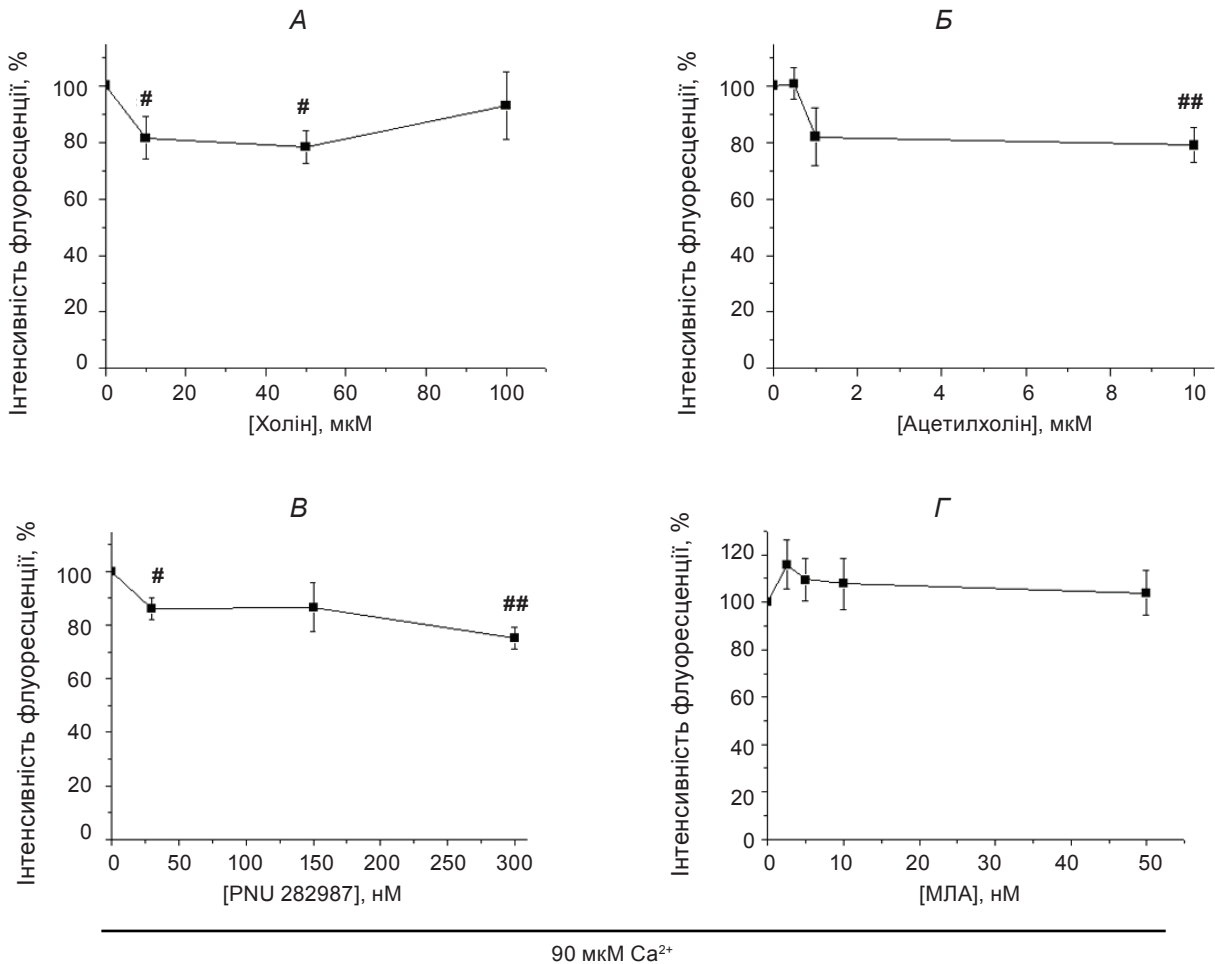 А
Інтенсивність флуоресценції, %
100
80
60
40
20
0
#
#
0 20 40 60 80 100
[Холін], мкМ
Б
Інтенсивність флуоресценції, %
100
80
60
40
20
0
##
0 2 4 6 8 10
[Ацетилхолін], мкМ
В
Інтенсивність флуоресценції, %
100
80
60
40
20
0
#
##
0 50 100 150 200 250 300
[PNU 282987], нМ
Г
Інтенсивність флуоресценції, %
120
100
80
60
40
20
0
0 10 20 30 40 50
[МЛА], нМ
90 мкМ Ca²⁺